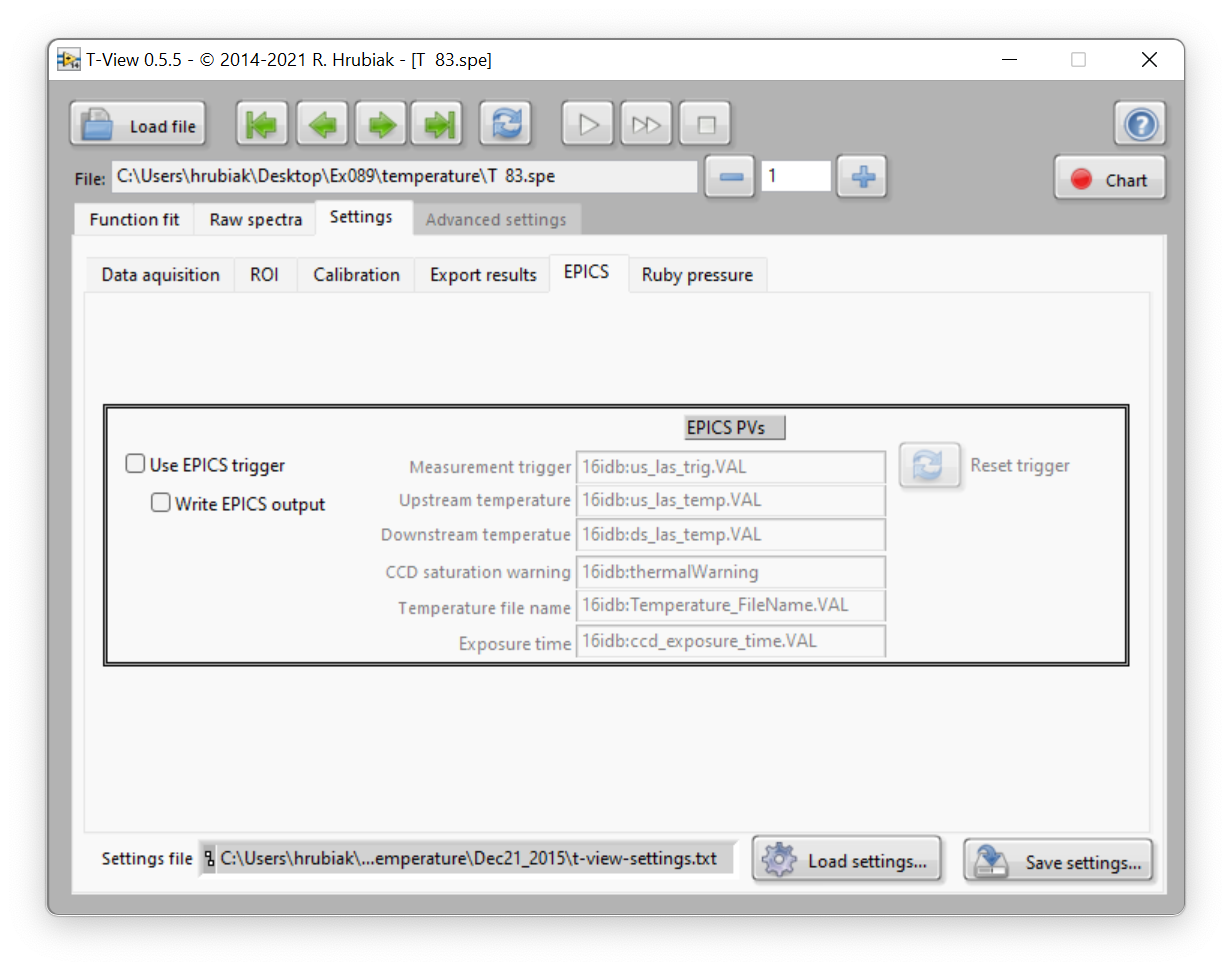 T-View 0.5.5 - © 2014-2021 R. Hrubiak - [T  83.spe]
Load file
File: C:\Users\hrubiak\Desktop\Ex089\temperature\T  83.spe
1
Chart
Function fit Raw spectra Settings Advanced settings
Data aquisition ROI Calibration Export results EPICS Ruby pressure
EPICS PVs
Use EPICS trigger
Write EPICS output
Measurement trigger 16idb:us_las_trig.VAL
Reset trigger
Upstream temperature 16idb:us_las_temp.VAL
Downstream temperatue 16idb:ds_las_temp.VAL
CCD saturation warning 16idb:thermalWarning
Temperature file name 16idb:Temperature_FileName.VAL
Exposure time 16idb:ccd_exposure_time.VAL
Settings file C:\Users\hrubiak\...emperature\Dec21_2015\t-view-settings.txt
Load settings...
Save settings...